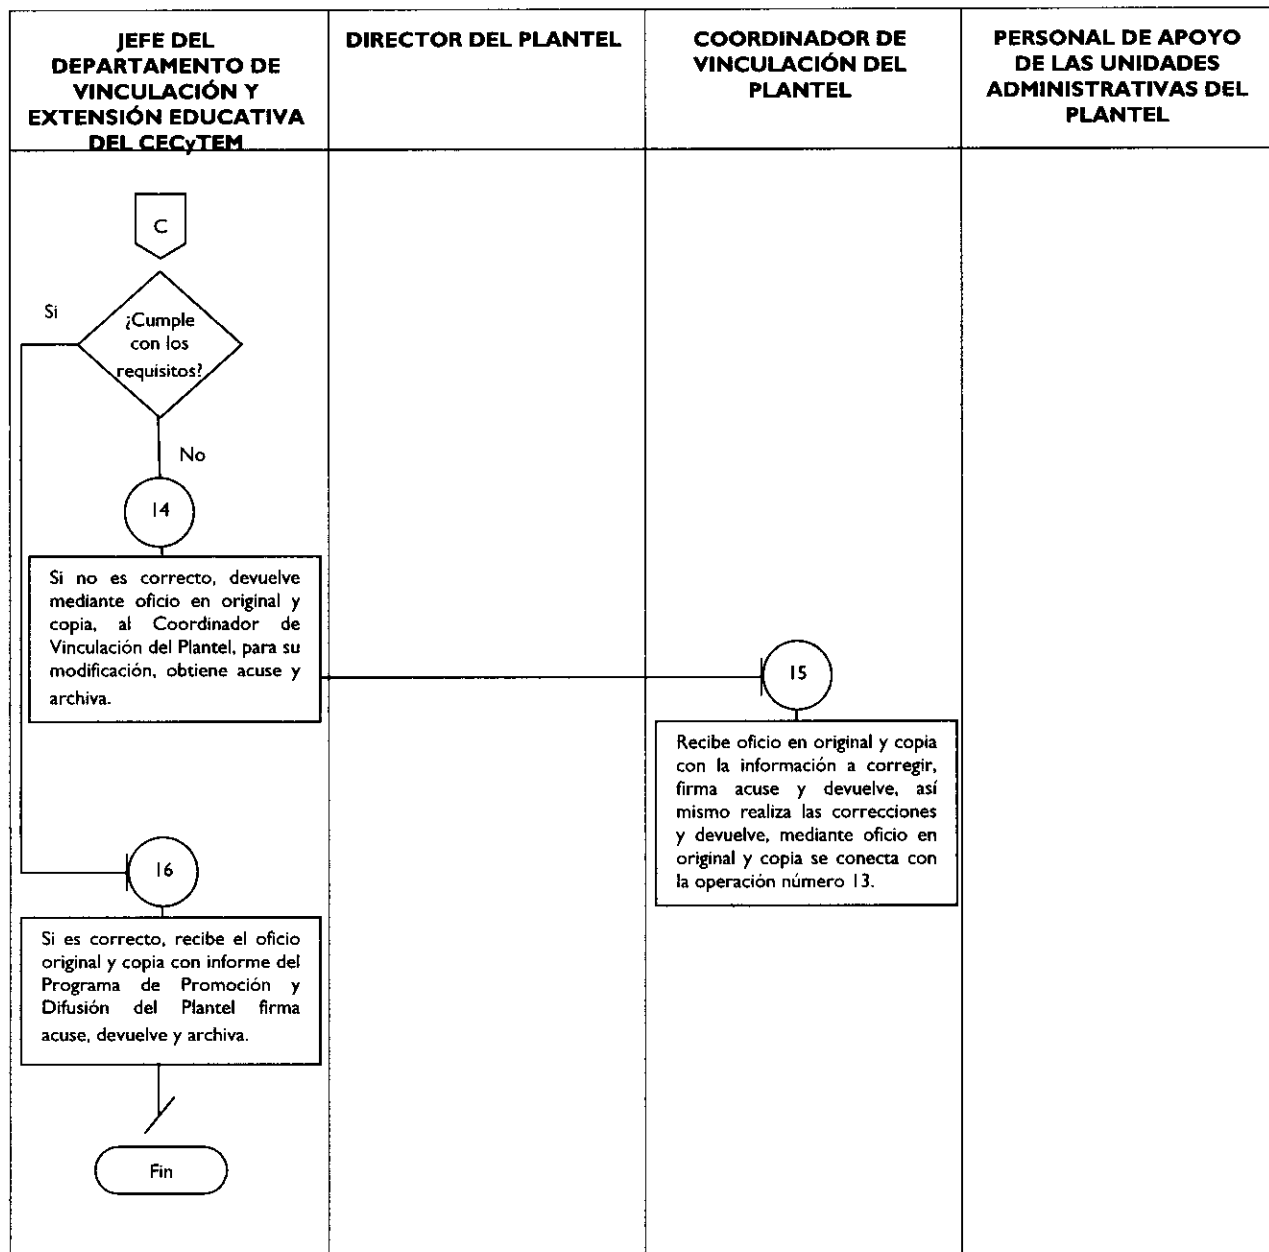 JEFE DEL
DEPARTAMENTO DE
VINCULACIÓN Y
EXTENSIÓN EDUCATIVA
DEL CECyTEM
DIRECTOR DEL PLANTEL
COORDINADOR DE
VINCULACIÓN DEL
PLANTEL
PERSONAL DE APOYO
DE LAS UNIDADES
ADMINISTRATIVAS DEL
PLANTEL
C
Si
¿Cumple
con los
requisitos?
No
14
Si no es correcto, devuelve
mediante oficio en original y
copia, al Coordinador de
Vinculación del Plantel, para su
modificación, obtiene acuse y
archiva.
15
Recibe oficio en original y copia
con la información a corregir,
firma acuse y devuelve, así
mismo realiza las correcciones
y devuelve, mediante oficio en
original y copia se conecta con
la operación número 13.
16
Si es correcto, recibe el oficio
original y copia con informe del
Programa de Promoción y
Difusión del Plantel firma
acuse, devuelve y archiva.
Fin